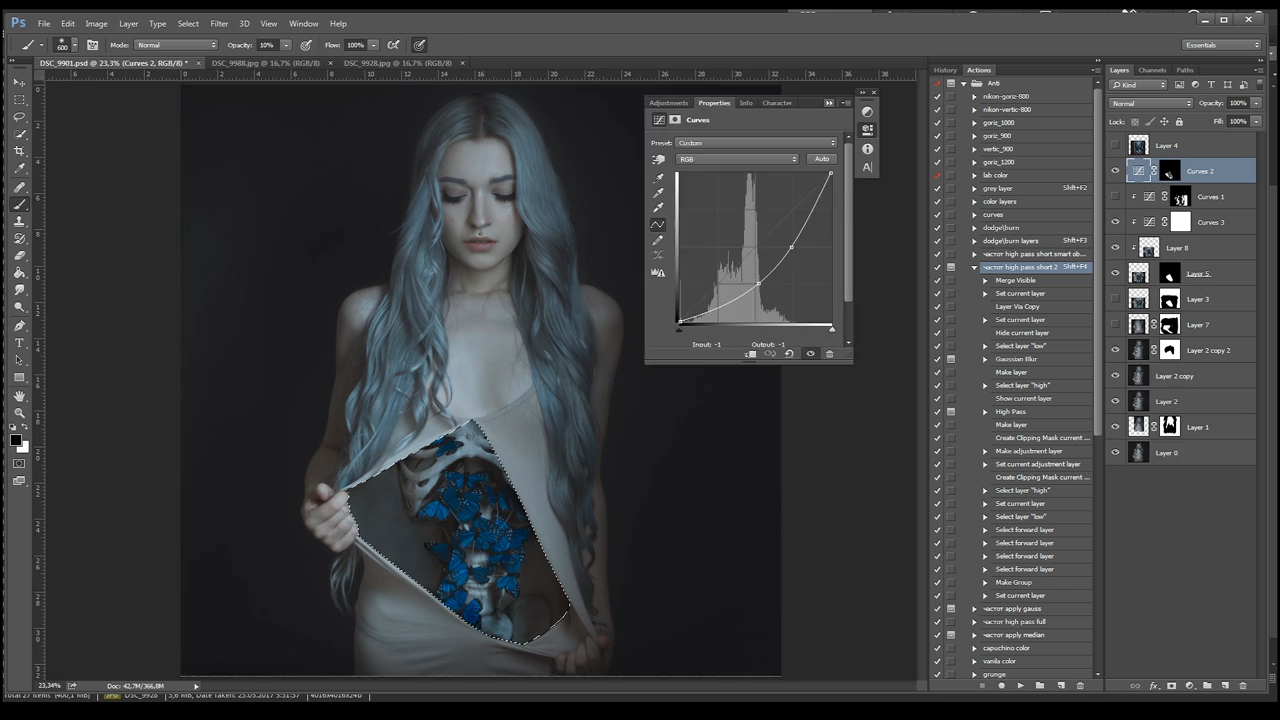 Ps File Edit Image Layer Type Select Filter 3D View Window Help
600 Mode: Normal Opacity: 10% Flow: 100% Essentials
DSC_9901.psd @ 23,3% (Curves 2, RGB/8) * × DSC_9988.jpg @ 16,7% (RGB/8) × DSC_9928.jpg @ 16,7% (RGB/8) ×
Adjustments Properties Info Character
Curves
Preset: Custom
RGB Auto
Input: -1 Output: -1
History Actions
Anti
nikon-goriz-800
nikon-vertic-800
goriz_1000
goriz_900
vertic_900
goriz_1200
lab color
grey layer Shft+F2
color layers
curves
dodge\burn
dodge\burn layers Shft+F3
частот high pass short smart ob...
частот high pass short 2 Shft+F4
Merge Visible
Set current layer
Layer Via Copy
Set current layer
Hide current layer
Select layer "low"
Gaussian Blur
Make layer
Select layer "high"
Show current layer
High Pass
Make layer
Create Clipping Mask current ...
Make adjustment layer
Set current adjustment layer
Create Clipping Mask current ...
Select layer "high"
Set current layer
Select layer "low"
Select forward layer
Select forward layer
Select forward layer
Select forward layer
Make Group
Set current layer
частот apply gauss
частот high pass full
частот apply median
capuchino color
vanila color
grunge
Layers Channels Paths
Kind
Normal Opacity: 100%
Lock: Fill: 100%
Layer 4
Curves 2
Curves 1
Curves 3
Layer 8
Layer 5
Layer 3
Layer 7
Layer 2 copy 2
Layer 2 copy
Layer 2
Layer 1
Layer 0
23.34% Doc: 42,7M/366,8M